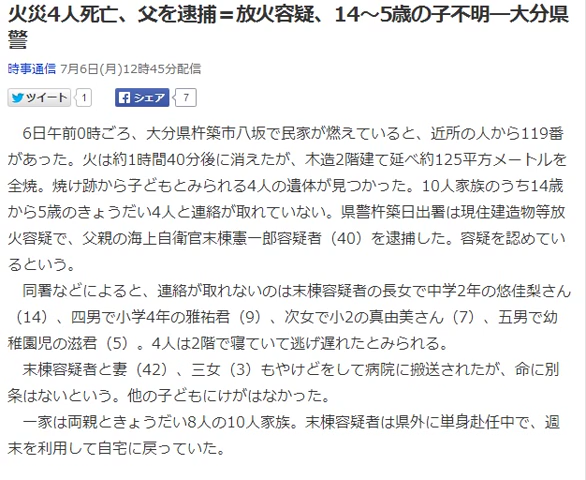 火災4人死亡、父を逮捕＝放火容疑、14～5歳の子不明―大分県
警
時事通信 7月6日(月)12時45分配信
ツイート 1 シェア 7
6日午前0時ごろ、大分県杵築市八坂で民家が燃えていると、近所の人から119番
があった。火は約1時間40分後に消えたが、木造2階建て延べ約125平方メートルを
全焼。焼け跡から子どもとみられる4人の遺体が見つかった。10人家族のうち14歳
から5歳のきょうだい4人と連絡が取れていない。県警杵築日出署は現住建造物等放
火容疑で、父親の海上自衛官末棟憲一郎容疑者（40）を逮捕した。容疑を認めてい
るという。
同署などによると、連絡が取れないのは末棟容疑者の長女で中学2年の悠佳梨さん
（14）、四男で小学4年の雅祐君（9）、次女で小2の真由美さん（7）、五男で幼
稚園児の滋君（5）。4人は2階で寝ていて逃げ遅れたとみられる。
末棟容疑者と妻（42）、三女（3）もやけどをして病院に搬送されたが、命に別
条はないという。他の子どもにけがはなかった。
一家は両親ときょうだい8人の10人家族。末棟容疑者は県外に単身赴任中で、週
末を利用して自宅に戻っていた。